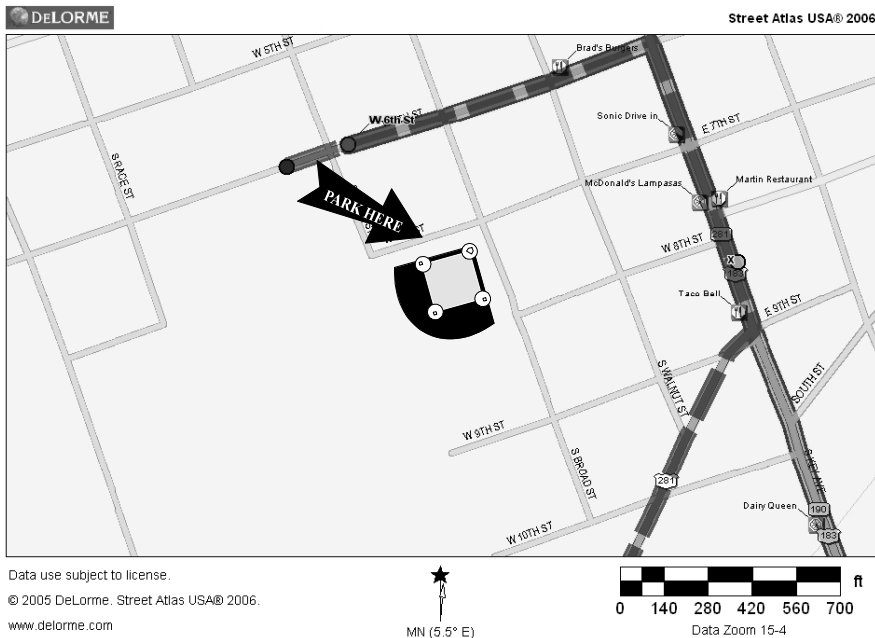 DELORME
Street Atlas USA® 2006
W 5TH ST
Brad's Burgers
W 6th St
Sonic Drive in
E 7TH ST
S RACE ST
McDonald's Lampasas
Martin Restaurant
PARK HERE
281
W 8TH ST
X
183
Taco Bell
E 9TH ST
S WALNUT ST
SOUTH ST
W 9TH ST
S BROAD ST
281
S KEY AVE
Dairy Queen
190
183
W 10TH ST
Data use subject to license.
© 2005 DeLorme. Street Atlas USA® 2006.
www.delorme.com
MN (5.5° E)
ft
0 140 280 420 560 700
Data Zoom 15-4